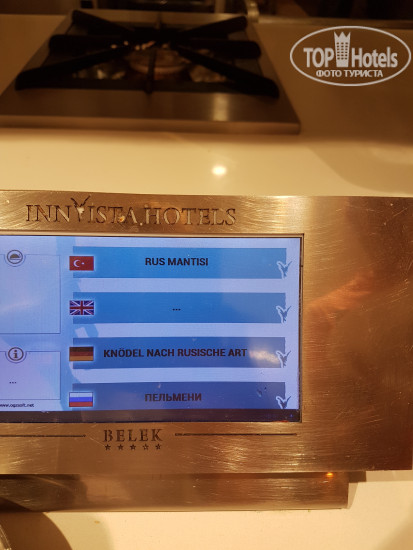 TOP Hotels
ФОТО ТУРИСТА
INNVISTA HOTELS
RUS MANTISI
...
KNÖDEL NACH RUSISCHE ART
...
ПЕЛЬМЕНИ
BELEK